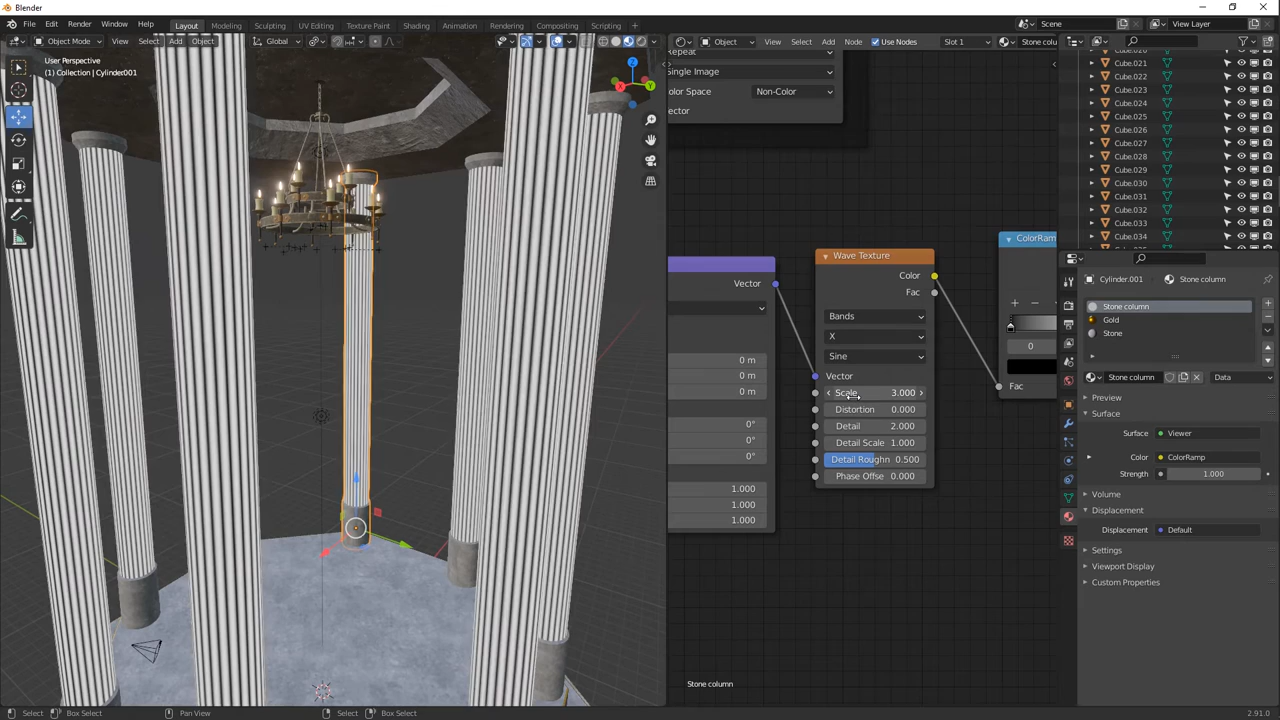 Blender
File Edit Render Window Help
Layout Modeling Sculpting UV Editing Texture Paint Shading Animation Rendering Compositing Scripting +
Scene
View Layer
Object Mode View Select Add Object Global
Object View Select Add Node Use Nodes Slot 1 Stone colu
User Perspective
(1) Collection | Cylinder001
Z
X
Y
Repeat
Single Image
olor Space Non-Color
ector
Vector
0 m
0 m
0 m
0°
0°
0°
1.000
1.000
1.000
Wave Texture
Color
Fac
Bands
X
Sine
Vector
Scale 3.000
Distortion 0.000
Detail 2.000
Detail Scale 1.000
Detail Roughn 0.500
Phase Offse 0.000
ColorRam
0
Fac
Stone column
Cube.021
Cube.022
Cube.023
Cube.024
Cube.025
Cube.026
Cube.027
Cube.028
Cube.029
Cube.030
Cube.031
Cube.032
Cube.033
Cube.034
Cylinder.001 Stone column
Stone column
Gold
Stone
Stone column Data
Preview
Surface
Surface Viewer
Color ColorRamp
Strength 1.000
Volume
Displacement
Displacement Default
Settings
Viewport Display
Custom Properties
Select Box Select Pan View Select Box Select 2.91.0